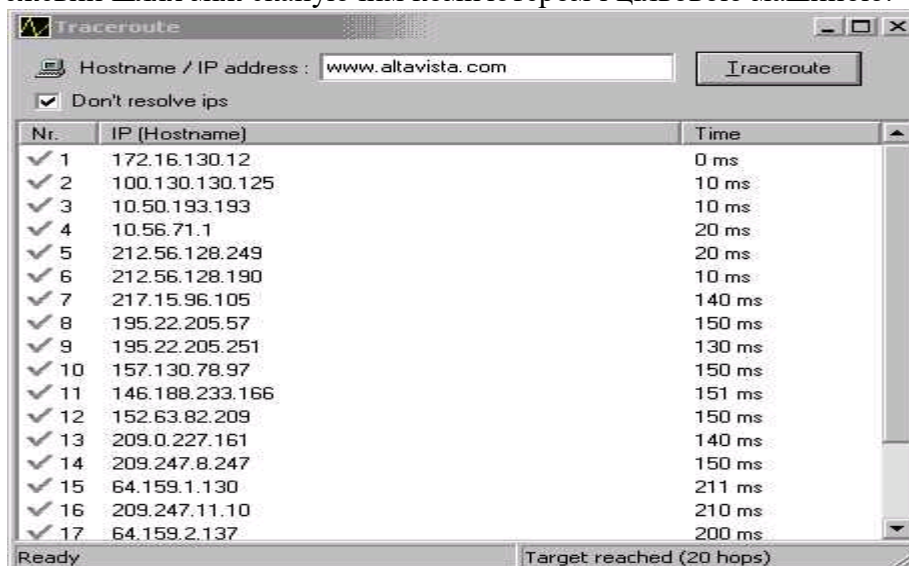 Traceroute
Hostname / IP address : www.altavista.com Traceroute
Don't resolve ips
Nr. IP (Hostname) Time
1 172.16.130.12 0 ms
2 100.130.130.125 10 ms
3 10.50.193.193 10 ms
4 10.56.71.1 20 ms
5 212.56.128.249 20 ms
6 212.56.128.190 10 ms
7 217.15.96.105 140 ms
8 195.22.205.57 150 ms
9 195.22.205.251 130 ms
10 157.130.78.97 150 ms
11 146.188.233.166 151 ms
12 152.63.82.209 150 ms
13 209.0.227.161 140 ms
14 209.247.8.247 150 ms
15 64.159.1.130 211 ms
16 209.247.11.10 210 ms
17 64.159.2.137 200 ms
Ready Target reached (20 hops)